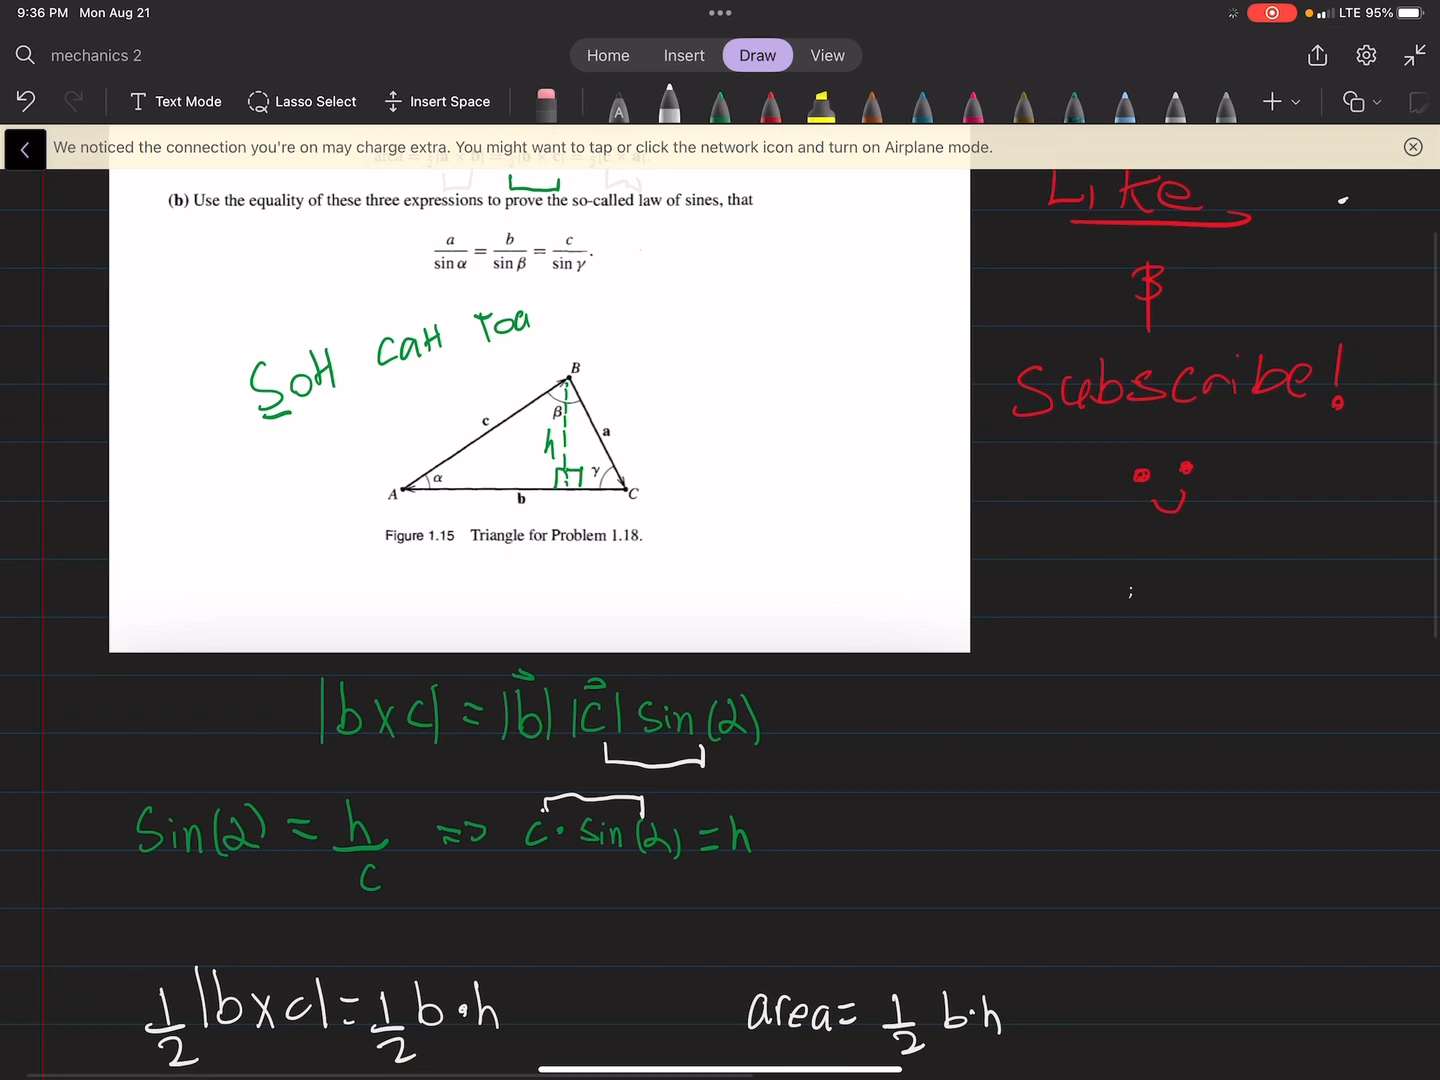 9:36 PM Mon Aug 21
LTE 95%
mechanics 2
Home Insert Draw View
Text Mode Lasso Select Insert Space
A
We noticed the connection you're on may charge extra. You might want to tap or click the network icon and turn on Airplane mode.
(b) Use the equality of these three expressions to prove the so-called law of sines, that
a/sin α = b/sin β = c/sin γ.
SoH CaH Toa
B
c β h a
A α γ C
b
Figure 1.15 Triangle for Problem 1.18.
Like
&
Subscribe!
;
|b×c| = |b⃗| |c⃗| sin(α)
Sin(α) = h/c => c·sin(α) = h
1/2 |b×c| = 1/2 b·h
area = 1/2 b·h